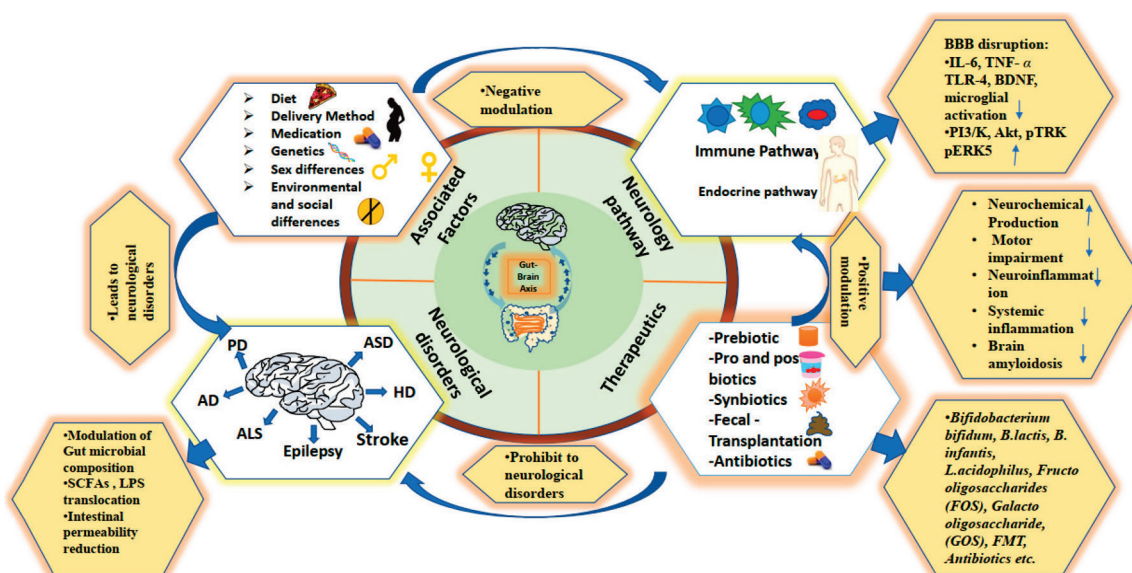 Diet
Delivery Method
Medication
Genetics
Sex differences
Environmental
and social
differences
•Negative
modulation
Immune Pathway
Endocrine pathway
BBB disruption:
•IL-6, TNF- α
TLR-4, BDNF,
microglial
activation ↓
•PI3/K, Akt, pTRK
pERK5 ↑
Associated
Factors
Neurology
pathway
Neurological
disorders
Therapeutics
Gut-
Brain
Axis
•Leads to
neurological
disorders
•Positive
modulation
• Neurochemical
Production ↑
• Motor
impairment ↓
• Neuroinflammat
ion ↓
• Systemic
inflammation ↓
• Brain
amyloidosis ↓
PD
ASD
AD
HD
ALS
Epilepsy
Stroke
-Prebiotic
-Pro and pos
biotics
-Synbiotics
-Fecal -
Transplantation
-Antibiotics
•Modulation of
Gut microbial
composition
•SCFAs , LPS
translocation
•Intestinal
permeability
reduction
•Prohibit to
neurological
disorders
•Bifidobacterium
bifidum, B.lactis, B.
infantis,
L.acidophilus, Fructo
oligosaccharides
(FOS), Galacto
oligosaccharide,
(GOS), FMT,
Antibiotics etc.